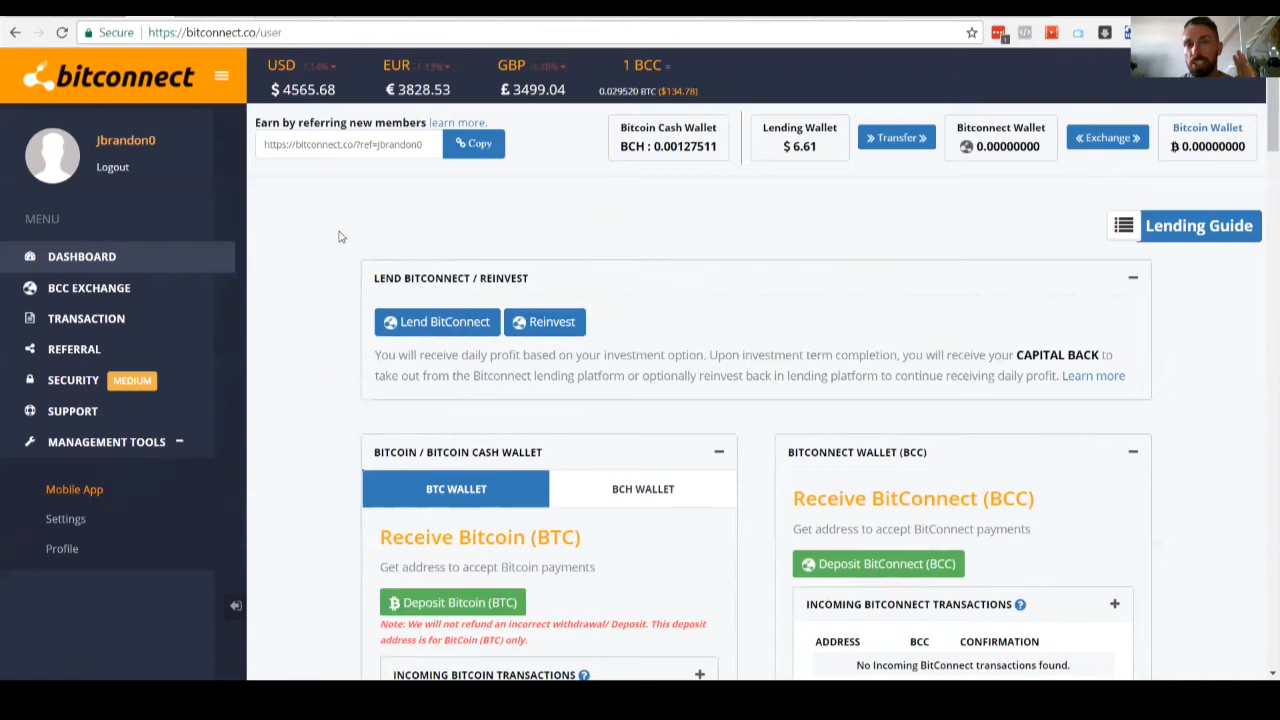 Secure https://bitconnect.co/user
bitconnect
USD 1.14%
$ 4565.68
EUR 1.13%
€ 3828.53
GBP
£ 3499.04
1 BCC =
0.029520 BTC ($134.78)
Jbrandon0
Logout
Earn by referring new members learn more.
https://bitconnect.co/?ref=Jbrandon0
Copy
Bitcoin Cash Wallet
BCH : 0.00127511
Lending Wallet
$ 6.61
Transfer
Bitconnect Wallet
0.00000000
Exchange
Bitcoin Wallet
0.00000000
MENU
DASHBOARD
BCC EXCHANGE
TRANSACTION
REFERRAL
SECURITY MEDIUM
SUPPORT
MANAGEMENT TOOLS
Mobile App
Settings
Profile
Lending Guide
LEND BITCONNECT / REINVEST
Lend BitConnect
Reinvest
You will receive daily profit based on your investment option. Upon investment term completion, you will receive your CAPITAL BACK to
take out from the Bitconnect lending platform or optionally reinvest back in lending platform to continue receiving daily profit. Learn more
BITCOIN / BITCOIN CASH WALLET
BTC WALLET
BCH WALLET
Receive Bitcoin (BTC)
Get address to accept Bitcoin payments
Deposit Bitcoin (BTC)
Note: We will not refund an incorrect withdrawal/ Deposit. This deposit
address is for BitCoin (BTC) only.
INCOMING BITCOIN TRANSACTIONS
BITCONNECT WALLET (BCC)
Receive BitConnect (BCC)
Get address to accept BitConnect payments
Deposit BitConnect (BCC)
INCOMING BITCONNECT TRANSACTIONS
ADDRESS BCC CONFIRMATION
No Incoming BitConnect transactions found.